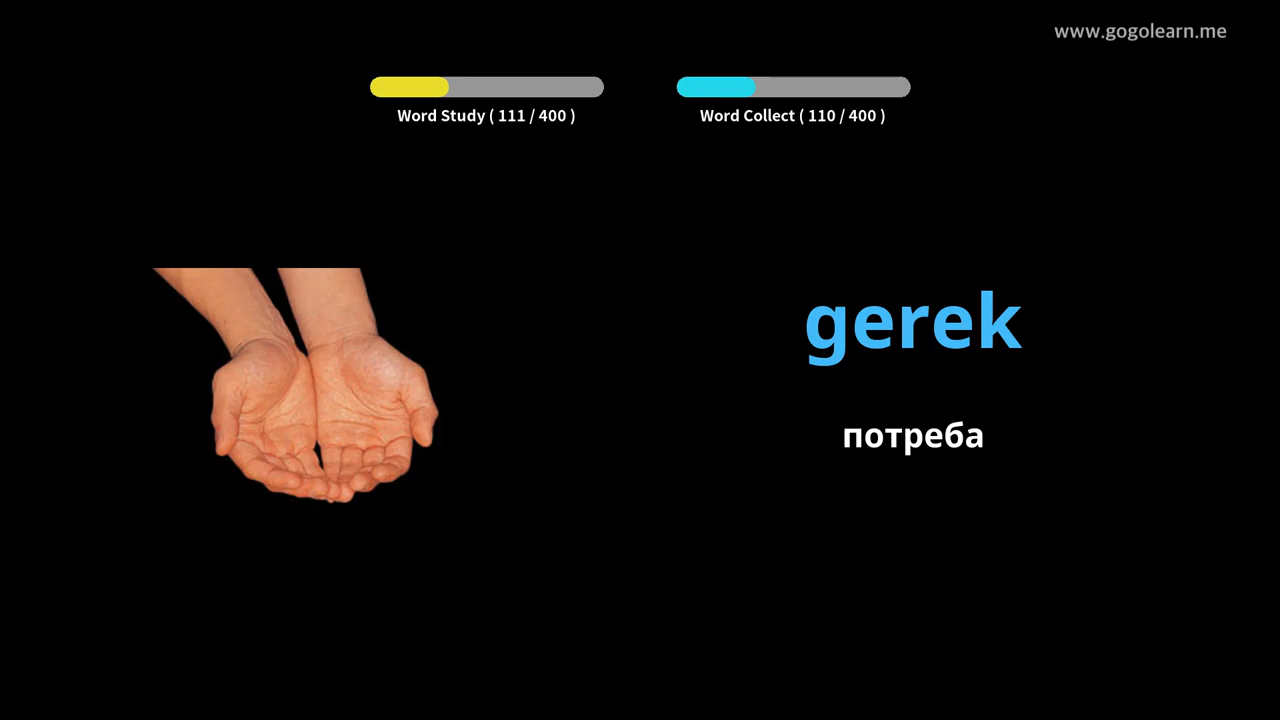 www.gogolearn.me
Word Study ( 111 / 400 )
Word Collect ( 110 / 400 )
gerek
потреба